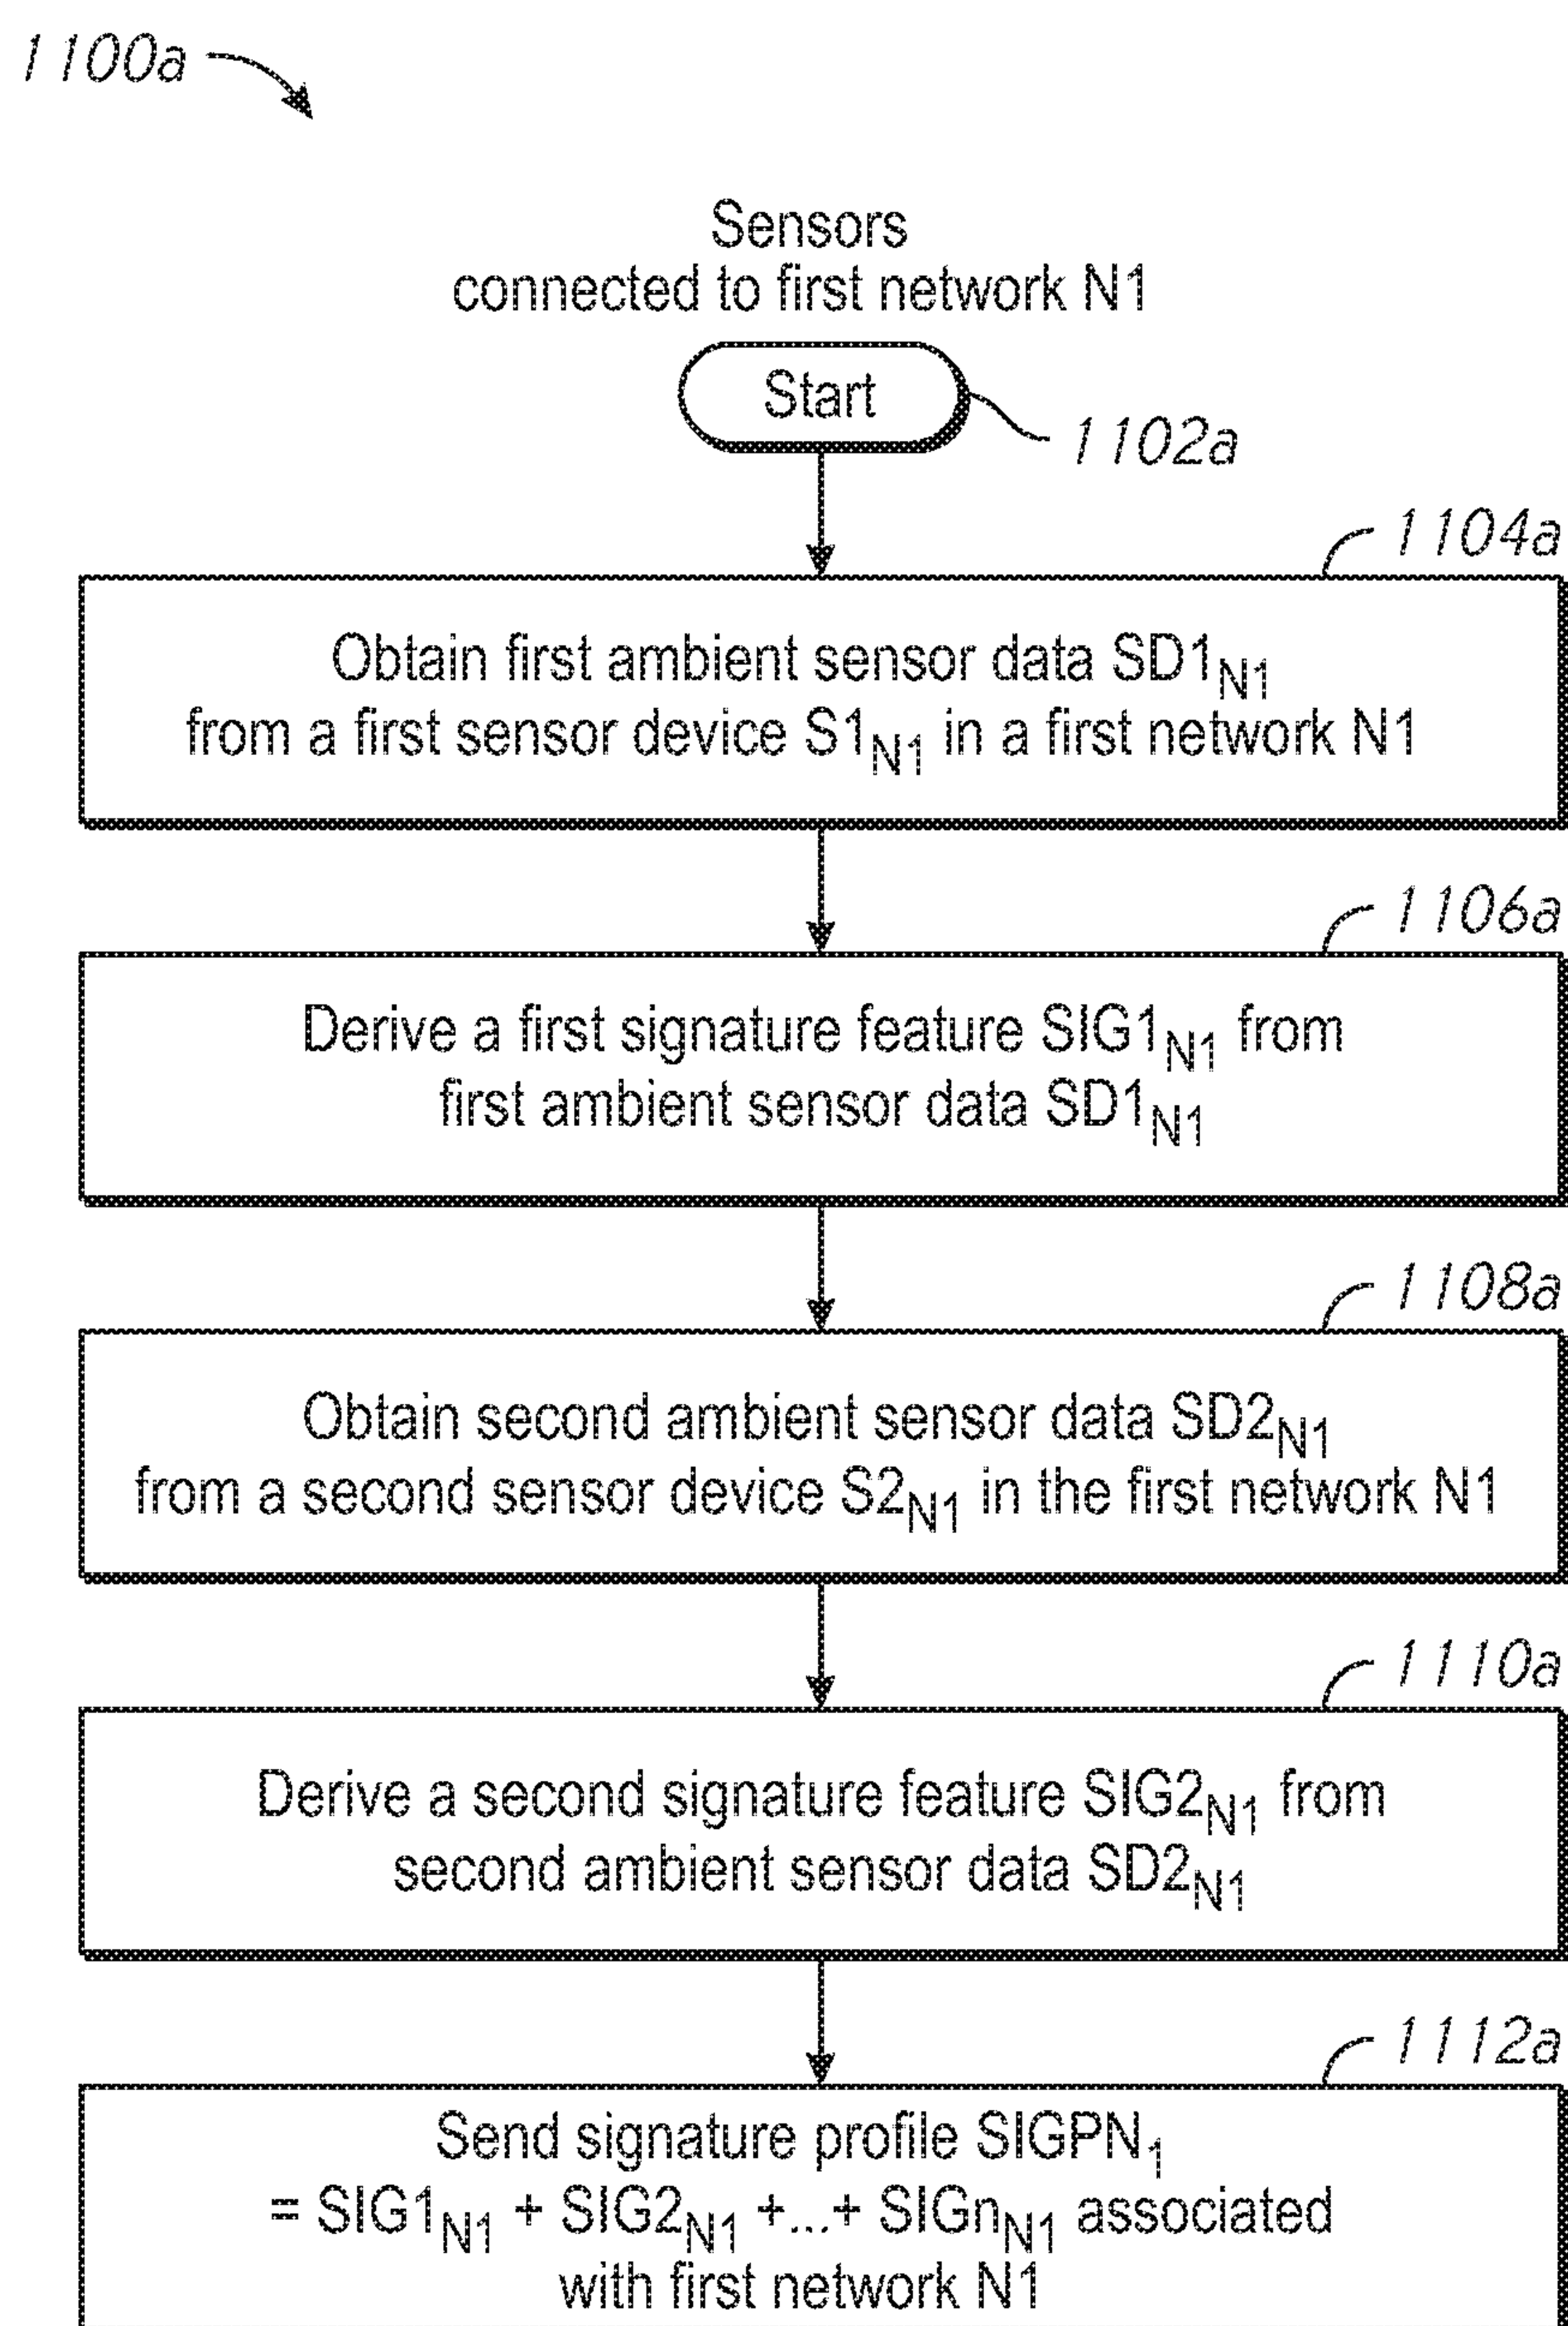 1100a
Sensors
connected to first network N1
Start
1102a
1104a
Obtain first ambient sensor data SD1N1
from a first sensor device S1N1 in a first network N1
1106a
Derive a first signature feature SIG1N1 from
first ambient sensor data SD1N1
1108a
Obtain second ambient sensor data SD2N1
from a second sensor device S2N1 in the first network N1
1110a
Derive a second signature feature SIG2N1 from
second ambient sensor data SD2N1
1112a
Send signature profile SIGPN1
= SIG1N1 + SIG2N1 +...+ SIGnN1 associated
with first network N1